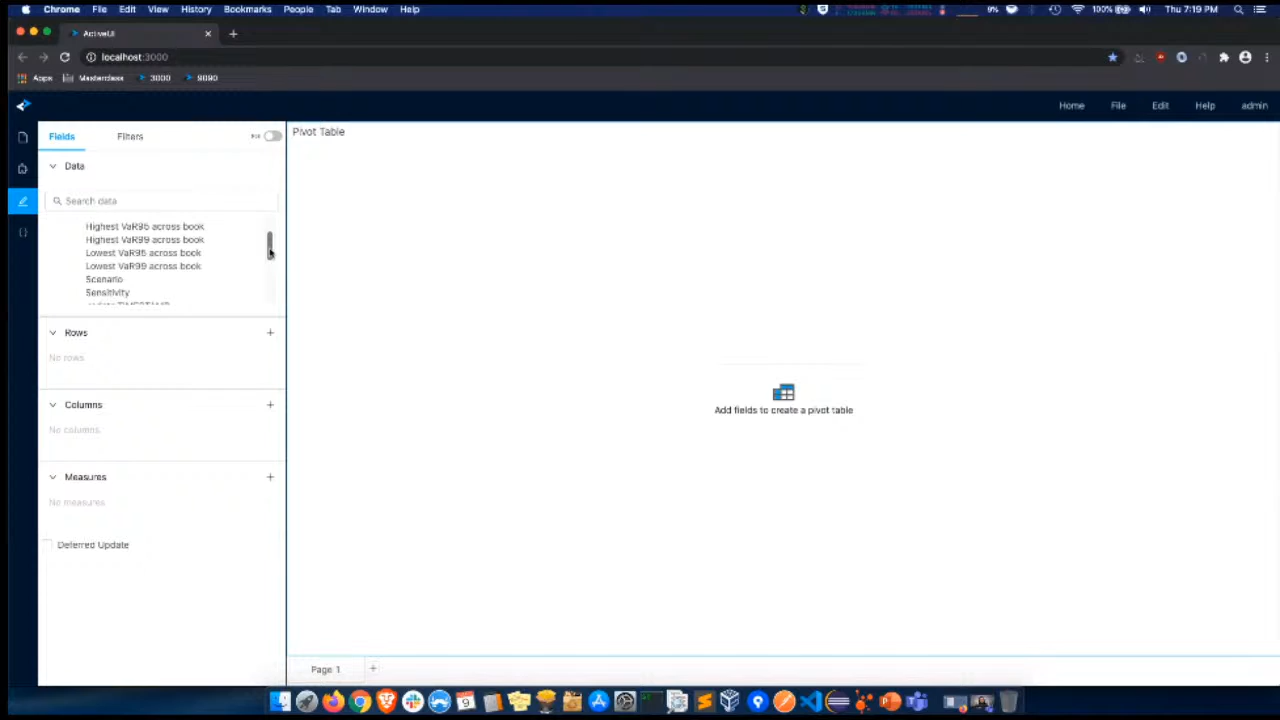 Chrome File Edit View History Bookmarks People Tab Window Help 9% 100% Thu 7:19 PM
ActiveUI
localhost:3000
Apps Masterclass 3000 9090
Home File Edit Help admin
Fields Filters
Pivot Table
Data
Search data
Highest VaR95 across book
Highest VaR99 across book
Lowest VaR95 across book
Lowest VaR99 across book
Scenario
Sensitivity
Rows
No rows
Columns
No columns
Measures
No measures
Deferred Update
Add fields to create a pivot table
Page 1